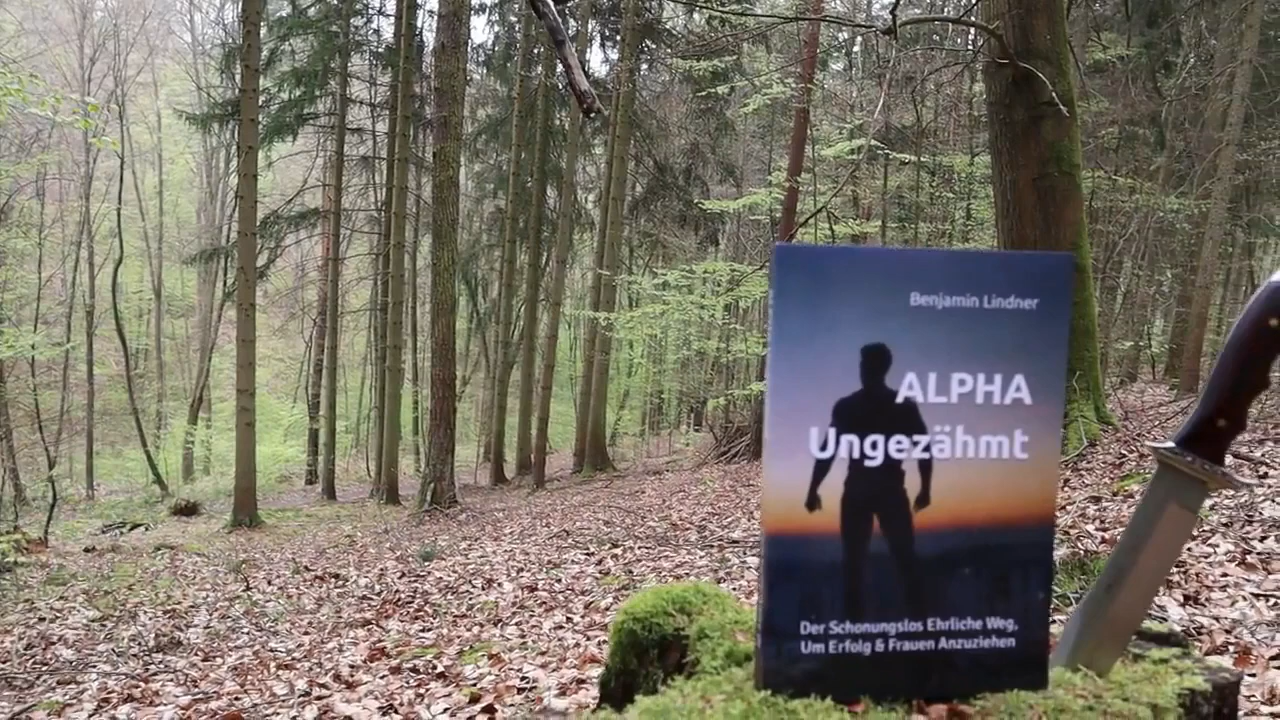 Benjamin Lindner
ALPHA
Ungezähmt
Der Schonungslos Ehrliche Weg,
Um Erfolg & Frauen Anzuziehen